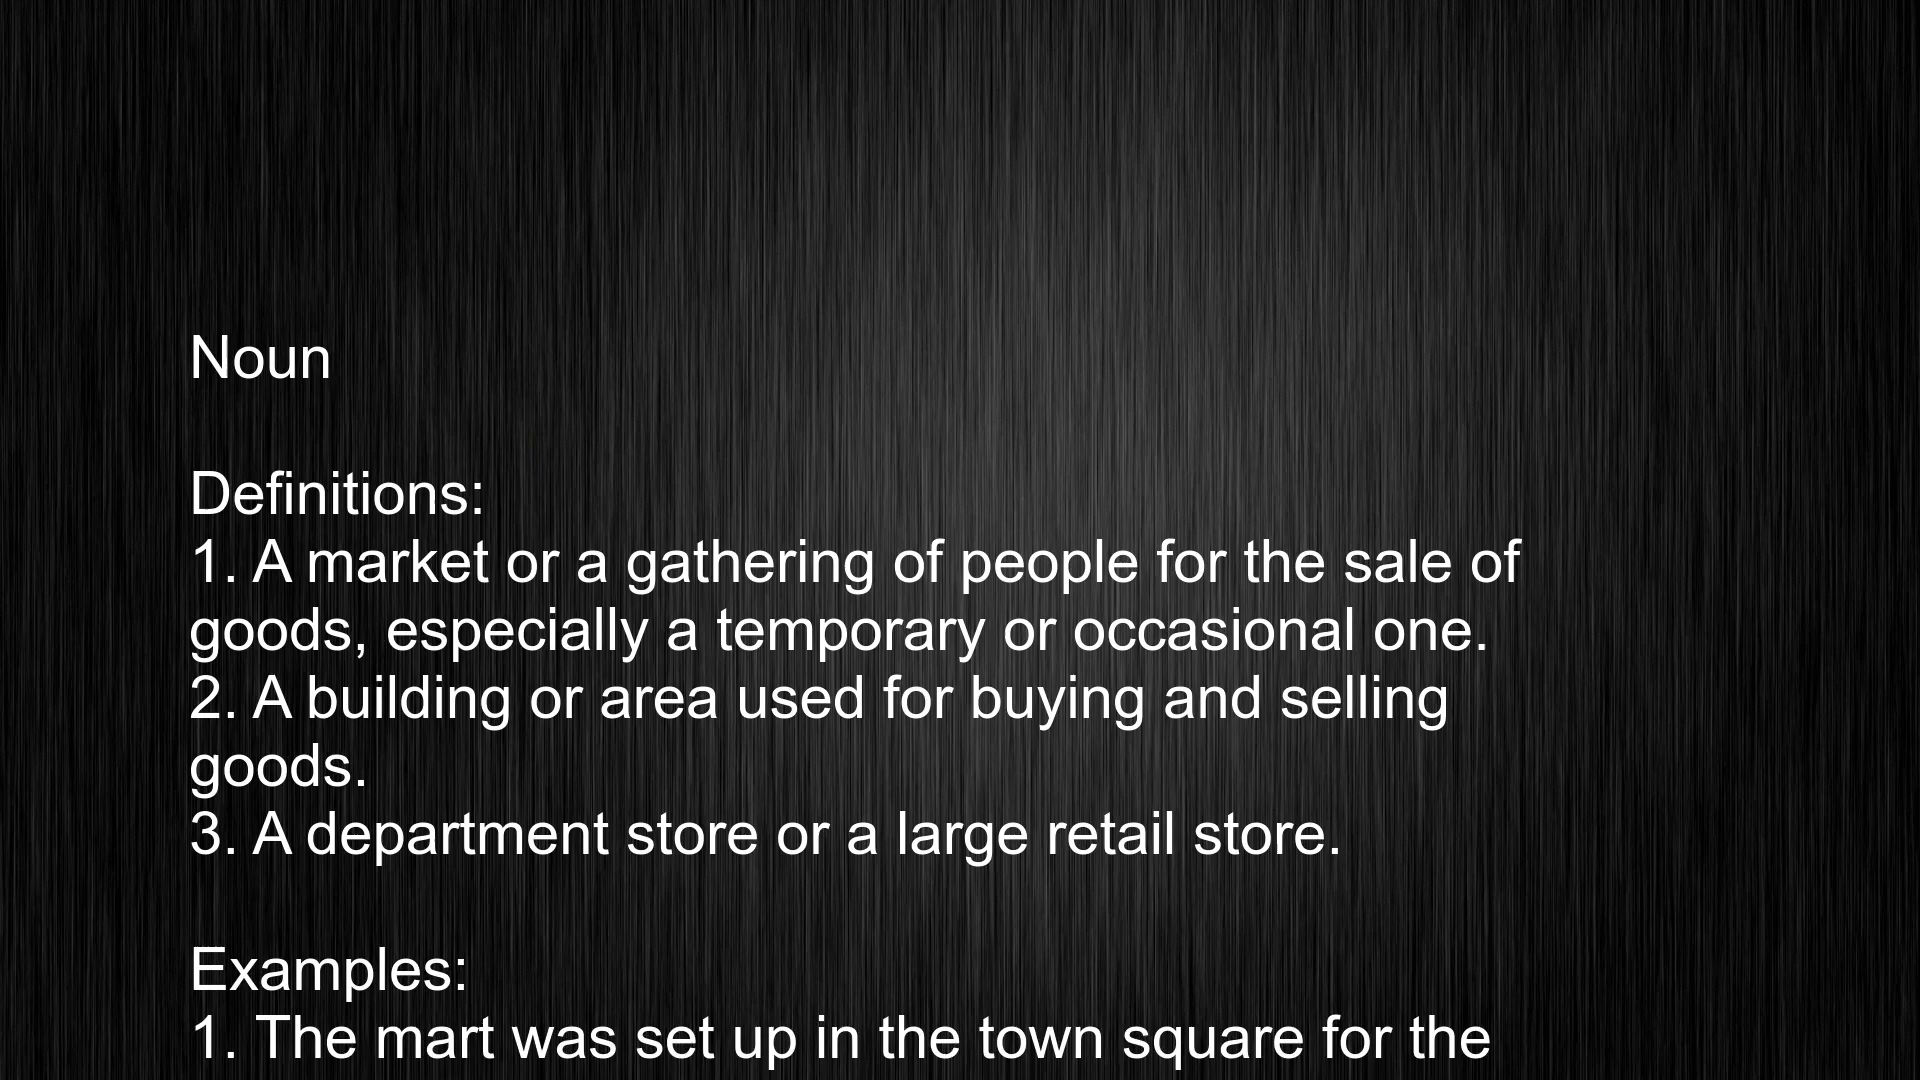 Noun
Definitions:
1. A market or a gathering of people for the sale of
goods, especially a temporary or occasional one.
2. A building or area used for buying and selling
goods.
3. A department store or a large retail store.
Examples:
1. The mart was set up in the town square for the